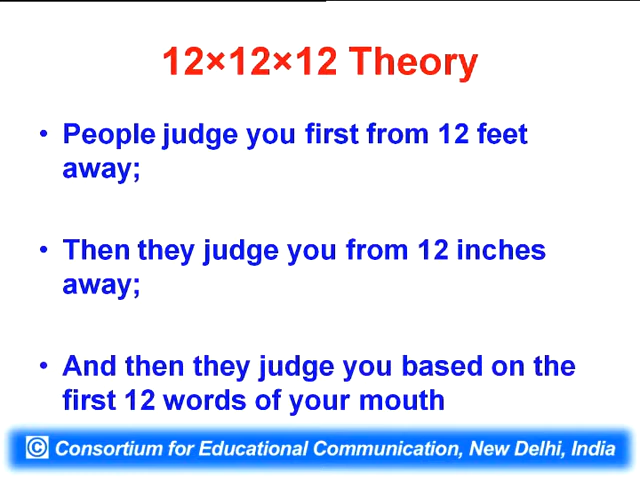 12×12×12 Theory
• People judge you first from 12 feet
away;
• Then they judge you from 12 inches
away;
• And then they judge you based on the
first 12 words of your mouth
© Consortium for Educational Communication, New Delhi, India